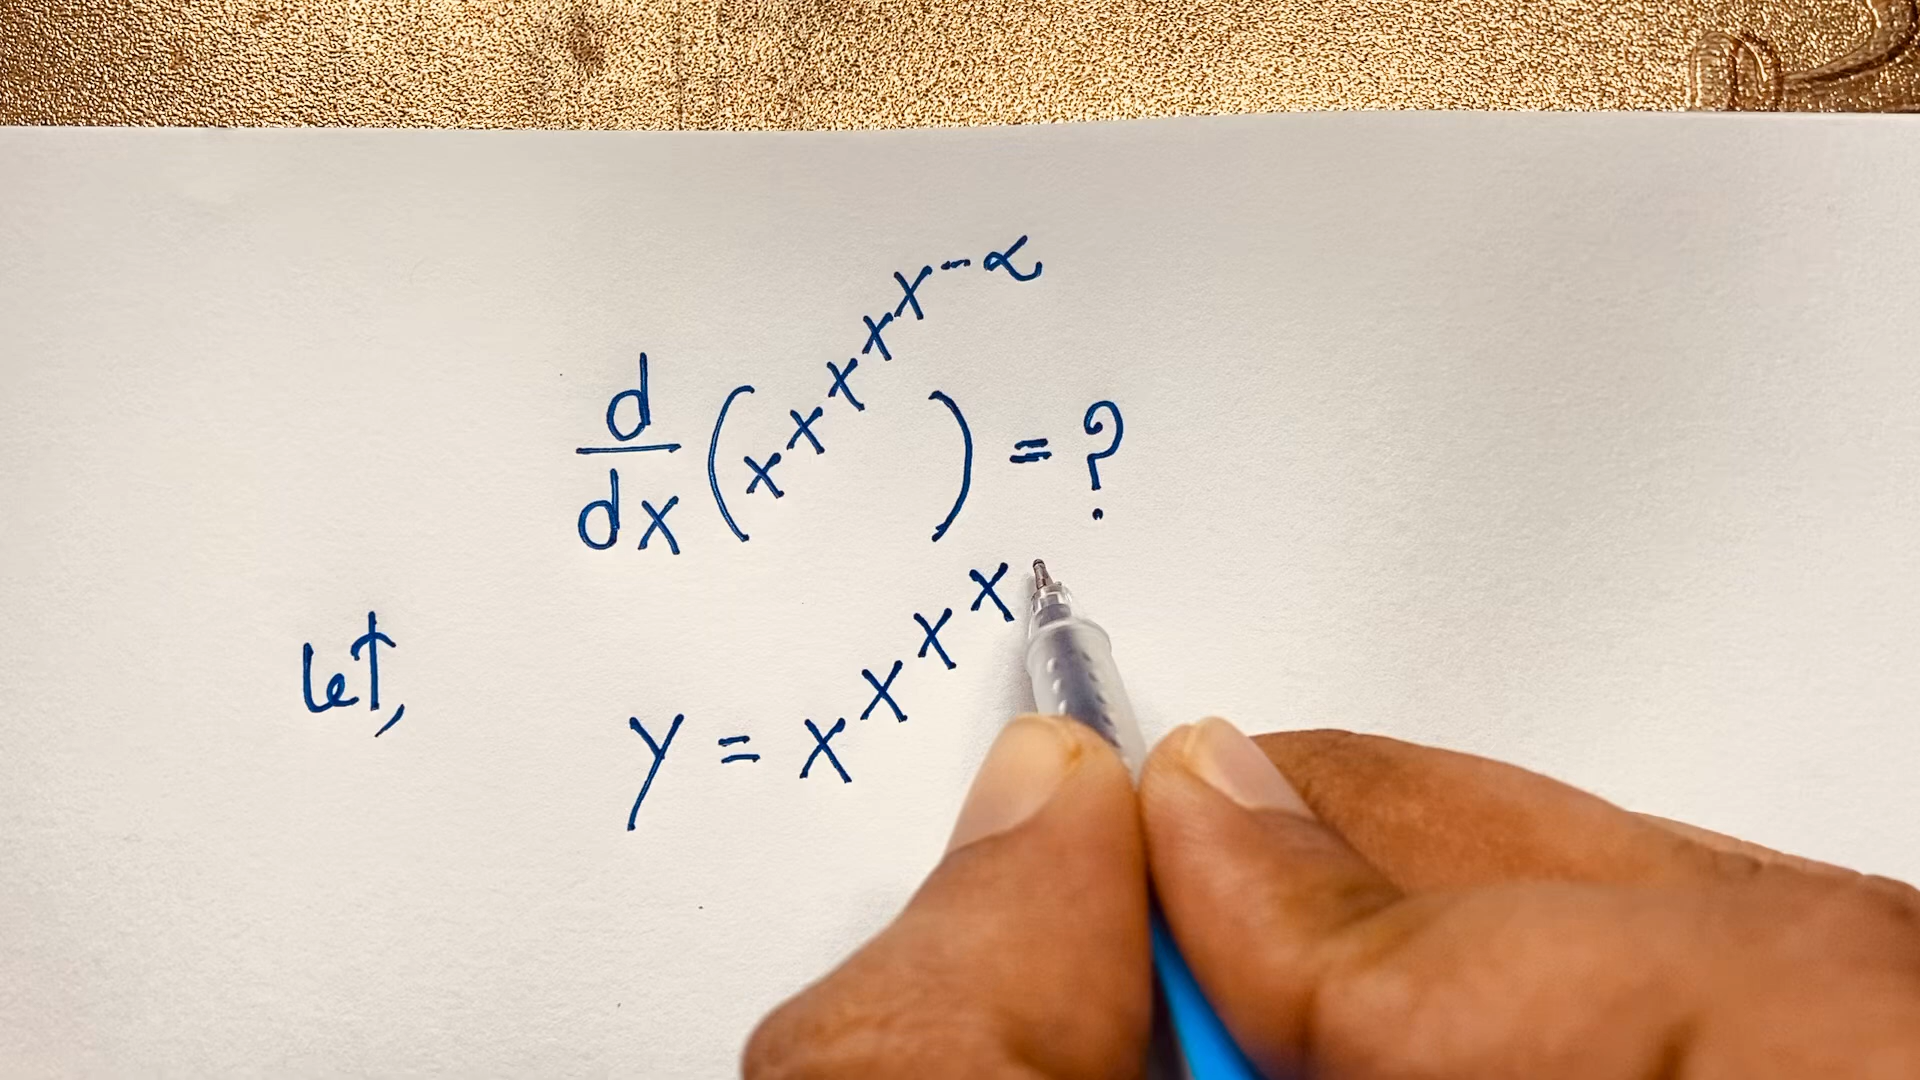 d/dx (x^x^x^x^x^--∝) = ?
let,
y = x^x^x^x